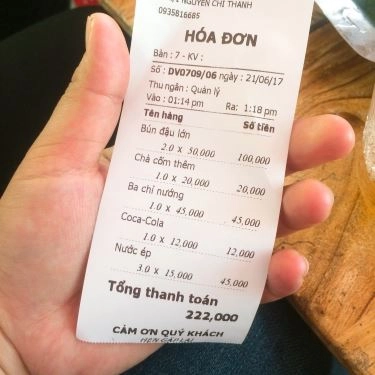 NGUYỄN CHÍ THANH
0935816685
HÓA ĐƠN
Bàn : 7 - KV :
Số : DV0709/06 ngày : 21/06/17
Thu ngân : Quản lý
Vào : 01:14 pm Ra: 1:18 pm
Tên hàng Số tiền
Bún đậu lớn
2.0 x 50,000 100,000
Chả cốm thêm
1.0 x 20,000 20,000
Ba chỉ nướng
1.0 x 45,000 45,000
Coca-Cola
1.0 x 12,000 12,000
Nước ép
3.0 x 15,000 45,000
Tổng thanh toán
222,000
CẢM ƠN QUÝ KHÁCH
HẸN GẶP LẠI